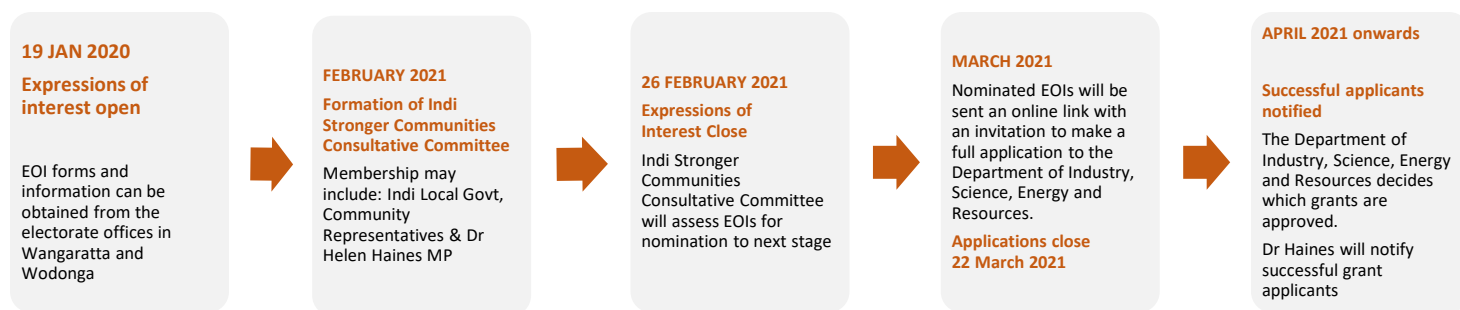 19 JAN 2020
Expressions of
interest open
EOI forms and
information can be
obtained from the
electorate offices in
Wangaratta and
Wodonga
FEBRUARY 2021
Formation of Indi
Stronger Communities
Consultative Committee
Membership may
include: Indi Local Govt,
Community
Representatives & Dr
Helen Haines MP
26 FEBRUARY 2021
Expressions of
Interest Close
Indi Stronger
Communities
Consultative Committee
will assess EOIs for
nomination to next stage
MARCH 2021
Nominated EOIs will be
sent an online link with
an invitation to make a
full application to the
Department of Industry,
Science, Energy and
Resources.
Applications close
22 March 2021
APRIL 2021 onwards
Successful applicants
notified
The Department of
Industry, Science, Energy
and Resources decides
which grants are
approved.
Dr Haines will notify
successful grant
applicants